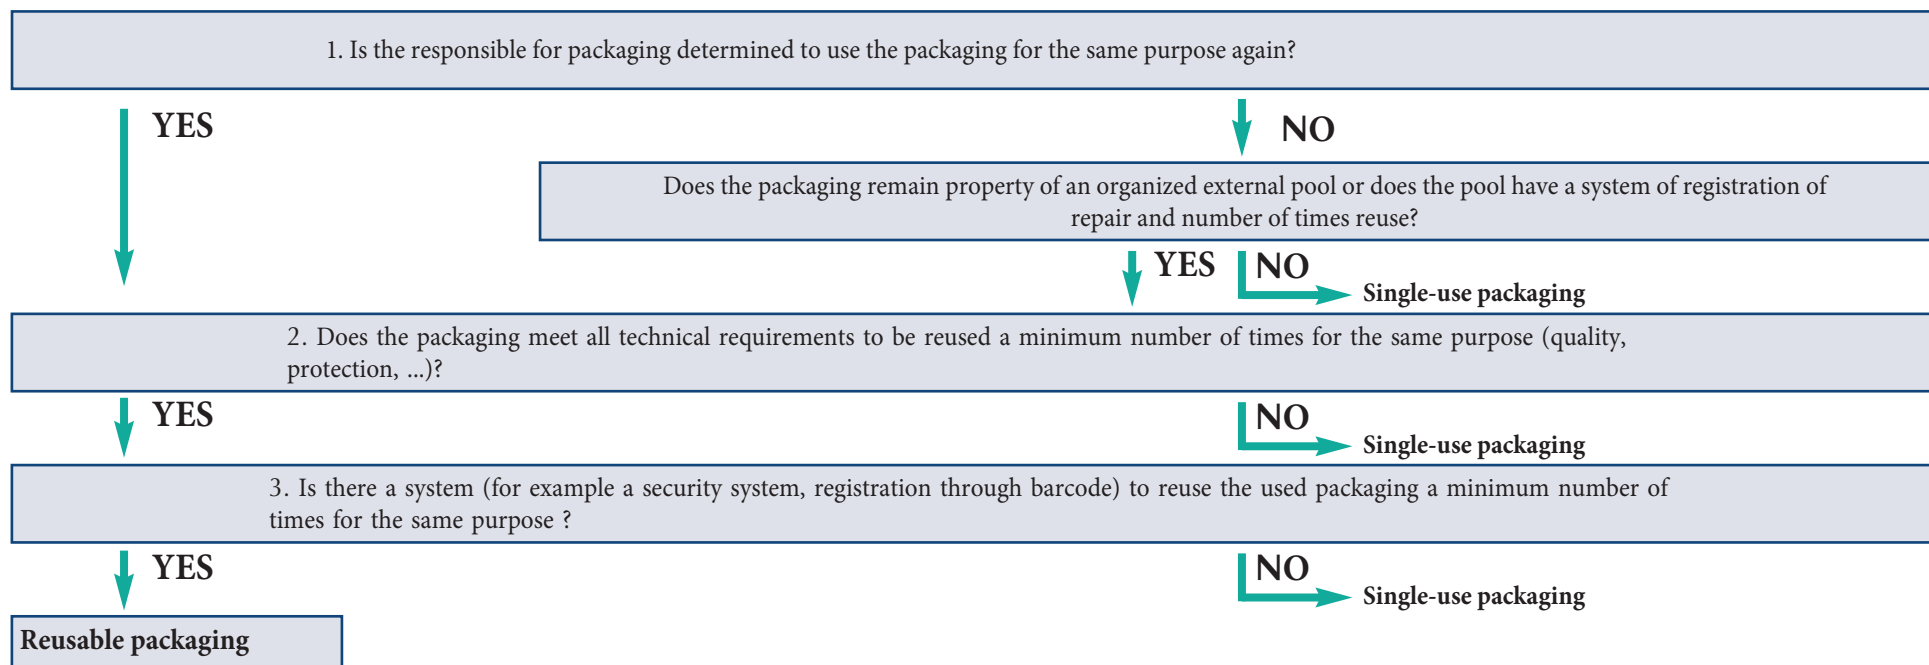 1. Is the responsible for packaging determined to use the packaging for the same purpose again?
YES
NO
Does the packaging remain property of an organized external pool or does the pool have a system of registration of
repair and number of times reuse?
YES
NO
Single-use packaging
2. Does the packaging meet all technical requirements to be reused a minimum number of times for the same purpose (quality,
protection, ...)?
YES
NO
Single-use packaging
3. Is there a system (for example a security system, registration through barcode) to reuse the used packaging a minimum number of
times for the same purpose ?
YES
NO
Single-use packaging
Reusable packaging